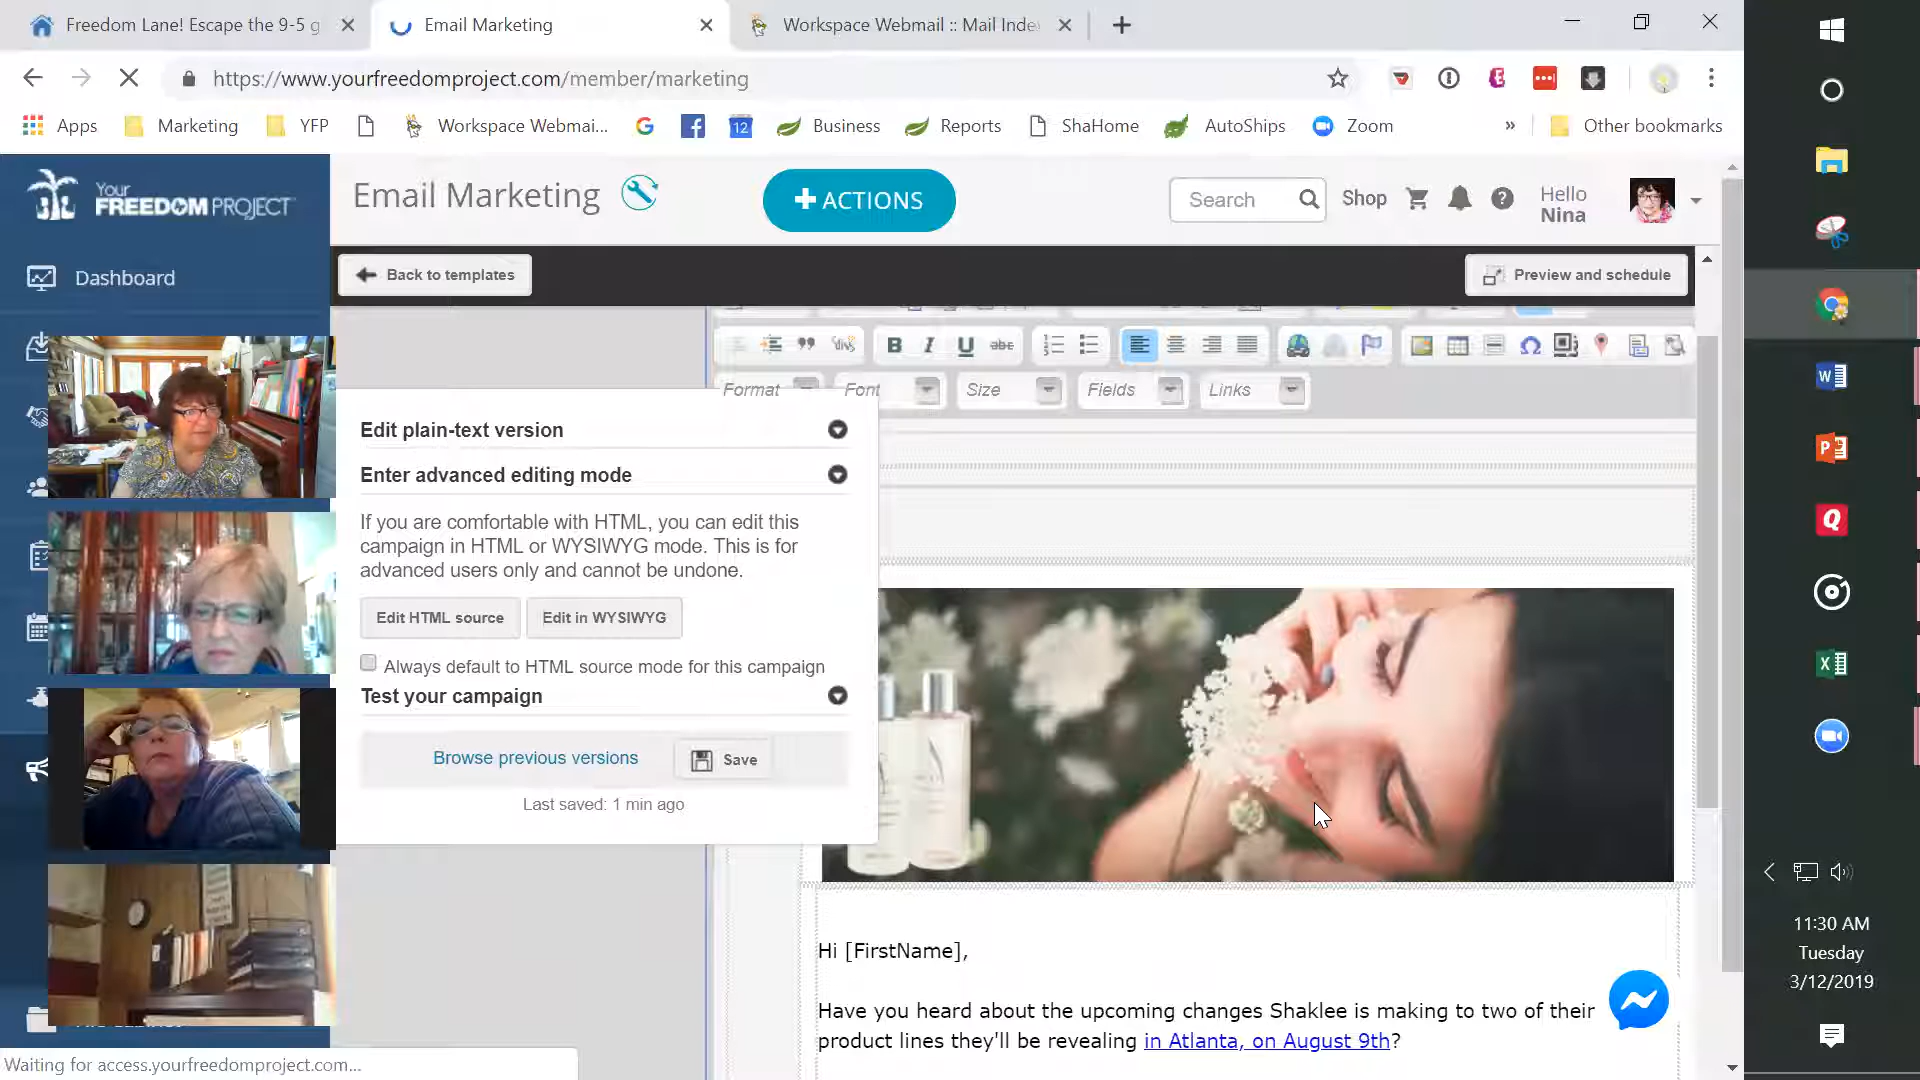 Freedom Lane! Escape the 9-5 g
Email Marketing
Workspace Webmail :: Mail Inde
https://www.yourfreedomproject.com/member/marketing
Apps
Marketing
YFP
Workspace Webmai...
12
Business
Reports
ShaHome
AutoShips
Zoom
»
Other bookmarks
Your
FREEDOM PROJECT
Email Marketing
+ ACTIONS
Search
Shop
Hello
Nina
Dashboard
Back to templates
Preview and schedule
B I U abc
Format
Font
Size
Fields
Links
Edit plain-text version
Enter advanced editing mode
If you are comfortable with HTML, you can edit this
campaign in HTML or WYSIWYG mode. This is for
advanced users only and cannot be undone.
Edit HTML source
Edit in WYSIWYG
Always default to HTML source mode for this campaign
Test your campaign
Browse previous versions
Save
Last saved: 1 min ago
Hi [FirstName],
Have you heard about the upcoming changes Shaklee is making to two of their
product lines they'll be revealing in Atlanta, on August 9th?
Waiting for access.yourfreedomproject.com...
11:30 AM
Tuesday
3/12/2019